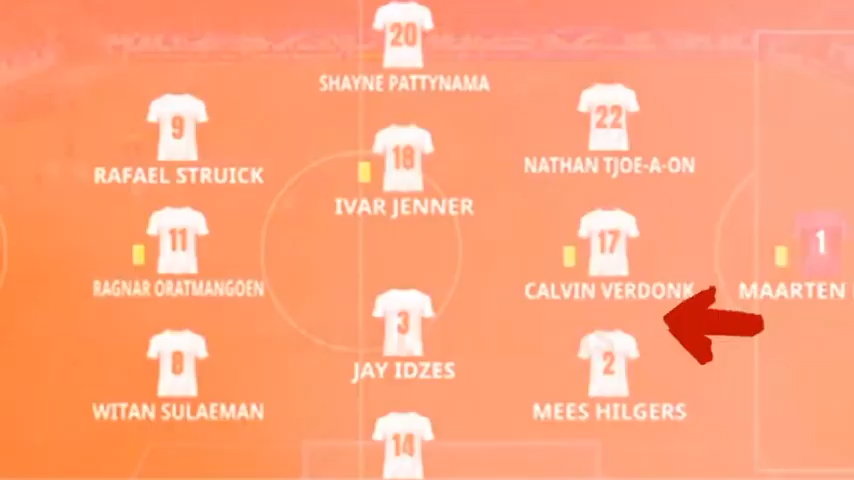 20
SHAYNE PATTYNAMA
9
22
RAFAEL STRUICK
18
NATHAN TJOE-A-ON
IVAR JENNER
11
17
1
RAGNAR ORATMANGOEN
CALVIN VERDONK
MAARTEN
3
8
2
JAY IDZES
WITAN SULAEMAN
MEES HILGERS
14